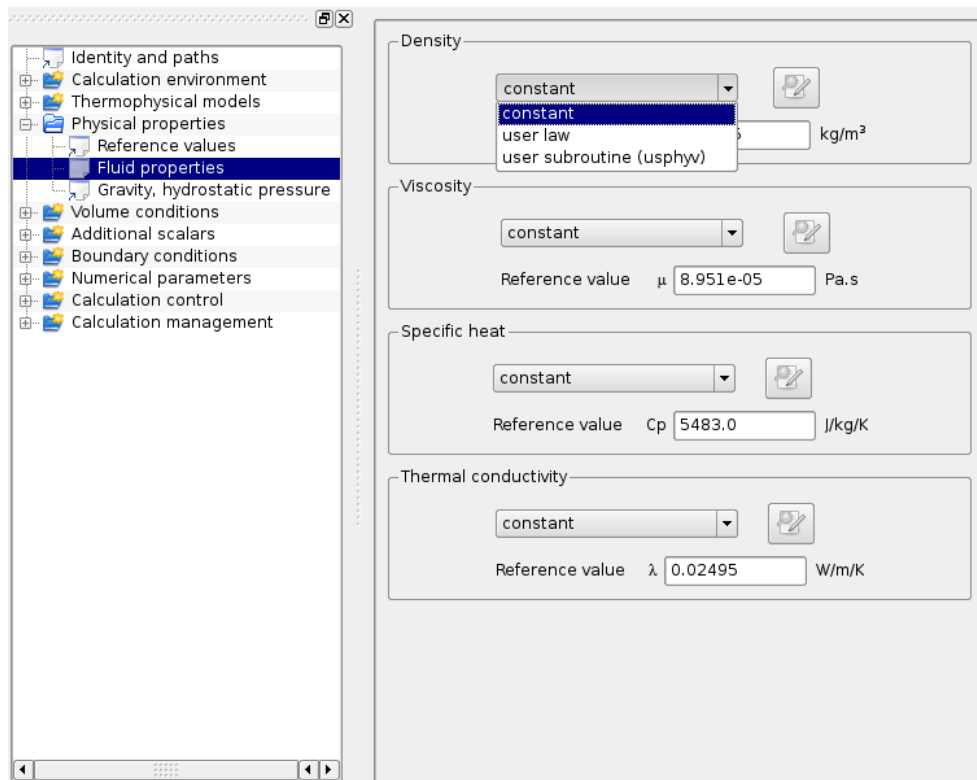 Identity and paths
Calculation environment
Thermophysical models
Physical properties
Reference values
Fluid properties
Gravity, hydrostatic pressure
Volume conditions
Additional scalars
Boundary conditions
Numerical parameters
Calculation control
Calculation management
Density
constant
constant
user law
user subroutine (usphyv)
kg/m³
Viscosity
constant
Reference value μ 8.951e-05 Pa.s
Specific heat
constant
Reference value Cp 5483.0 J/kg/K
Thermal conductivity
constant
Reference value λ 0.02495 W/m/K